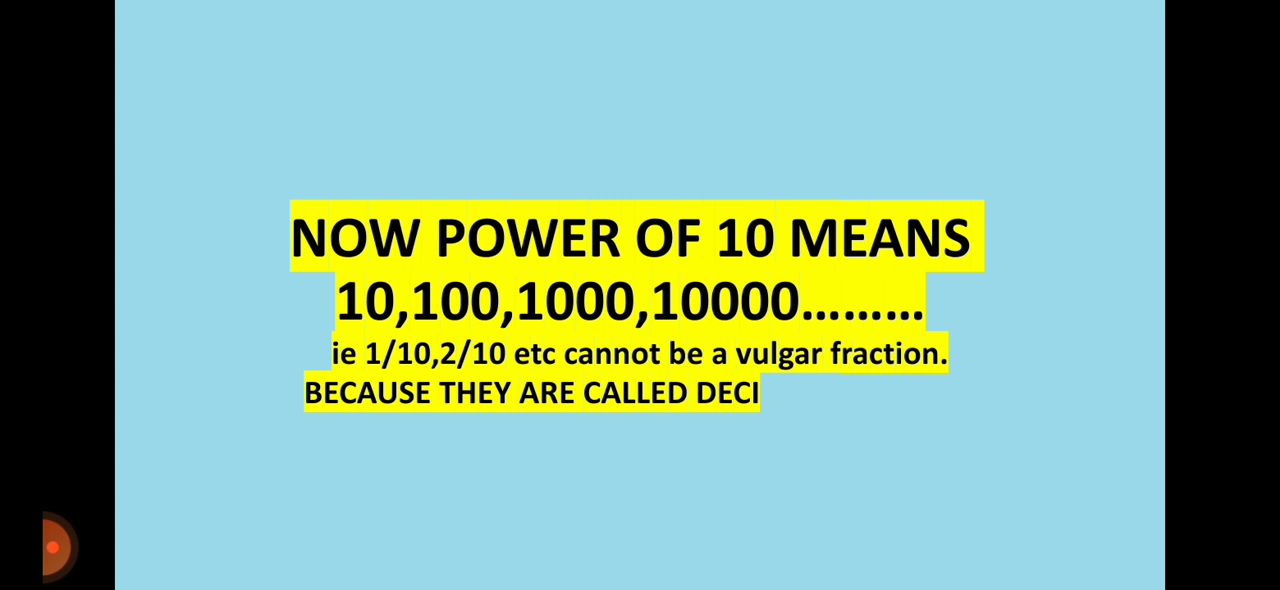 NOW POWER OF 10 MEANS
10,100,1000,10000.........
ie 1/10,2/10 etc cannot be a vulgar fraction.
BECAUSE THEY ARE CALLED DECI